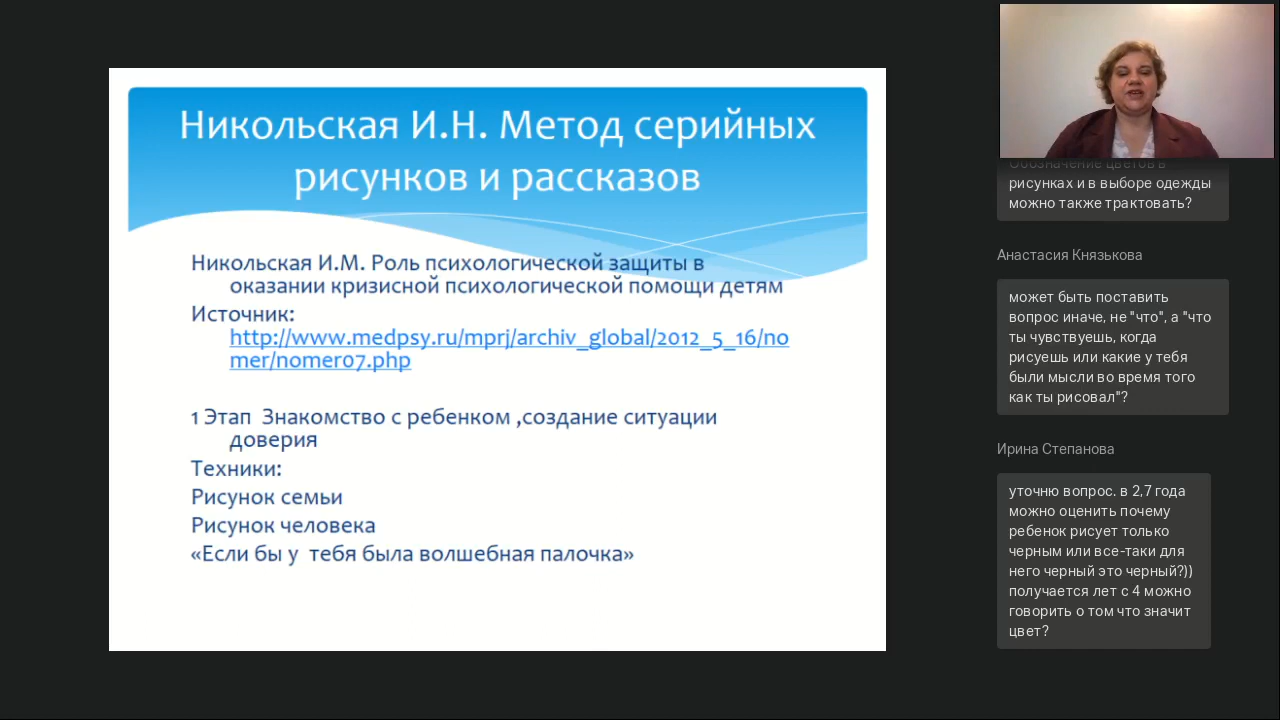 Никольская И.Н. Метод серийных
рисунков и рассказов
Никольская И.М. Роль психологической защиты в
оказании кризисной психологической помощи детям
Источник:
http://www.medpsy.ru/mprj/archiv_global/2012_5_16/no
mer/nomer07.php
1 Этап  Знакомство с ребенком ,создание ситуации
доверия
Техники:
Рисунок семьи
Рисунок человека
«Если бы у  тебя была волшебная палочка»
Обозначение цветов в
рисунках и в выборе одежды
можно также трактовать?
Анастасия Князькова
может быть поставить
вопрос иначе, не "что", а "что
ты чувствуешь, когда
рисуешь или какие у тебя
были мысли во время того
как ты рисовал"?
Ирина Степанова
уточню вопрос. в 2,7 года
можно оценить почему
ребенок рисует только
черным или все-таки для
него черный это черный?))
получается лет с 4 можно
говорить о том что значит
цвет?